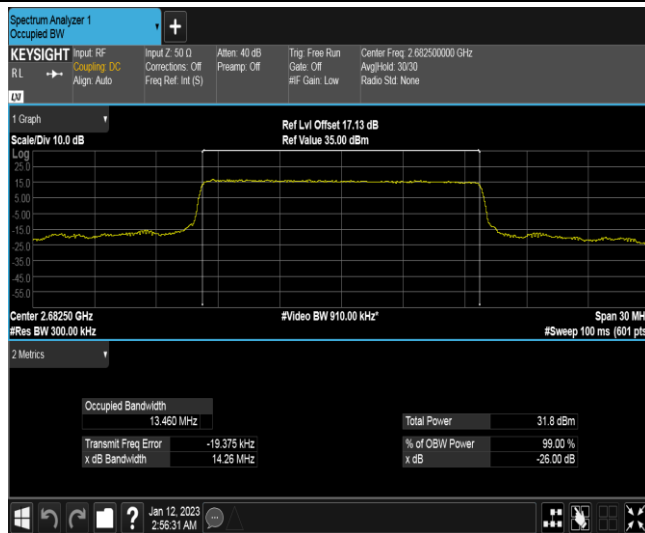 Spectrum Analyzer 1
Occupied BW
+
KEYSIGHT
RL
LXI
Input: RF
Coupling: DC
Align: Auto
Input Z: 50 Ω
Corrections: Off
Freq Ref: Int (S)
Atten: 40 dB
Preamp: Off
Trig: Free Run
Gate: Off
#IF Gain: Low
Center Freq: 2.682500000 GHz
Avg|Hold: 30/30
Radio Std: None
1 Graph
Scale/Div 10.0 dB
Ref Lvl Offset 17.13 dB
Ref Value 35.00 dBm
Log
25.0
15.0
5.00
-5.00
-15.0
-25.0
-35.0
-45.0
-55.0
Center 2.68250 GHz
#Video BW 910.00 kHz*
Span 30 MH
#Res BW 300.00 kHz
#Sweep 100 ms (601 pts
2 Metrics
Occupied Bandwidth
13.460 MHz
Total Power 31.8 dBm
Transmit Freq Error -19.375 kHz
% of OBW Power 99.00 %
x dB Bandwidth 14.26 MHz
x dB -26.00 dB
?
Jan 12, 2023
2:56:31 AM